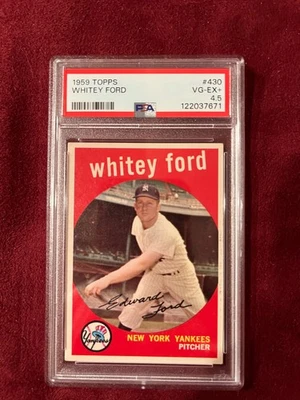 1959 TOPPS #430
WHITEY FORD VG-EX+
4.5
PSA 122037671
whitey ford
Edward Ford
NEW YORK YANKEES
PITCHER
Yankees